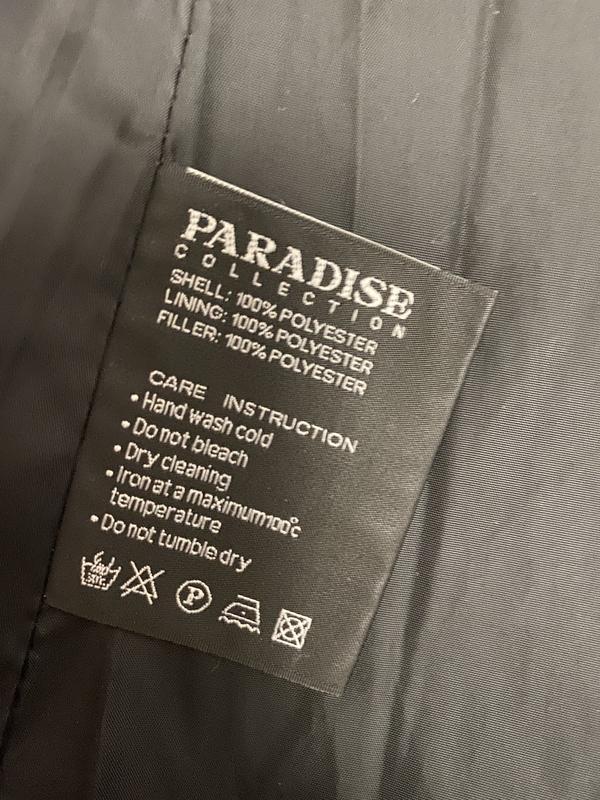 PARADISE
COLLECTION
SHELL: 100% POLYESTER
LINING: 100% POLYESTER
FILLER: 100% POLYESTER
CARE INSTRUCTION
• Hand wash cold
• Do not bleach
• Dry cleaning
• Iron at a maximum100℃
temperature
• Do not tumble dry
P